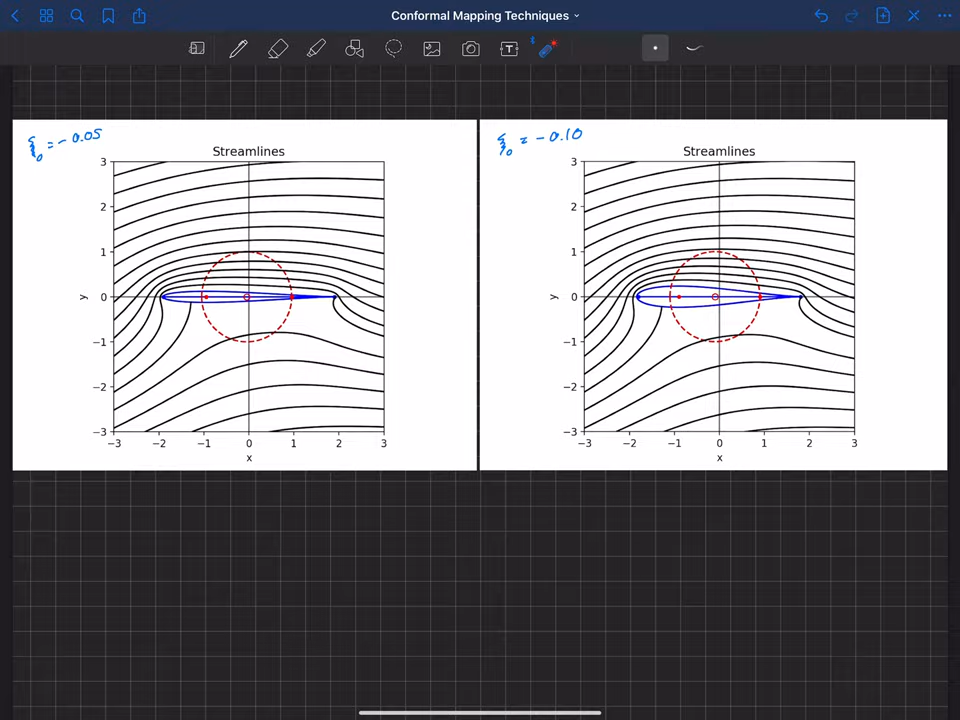 Conformal Mapping Techniques
T
ξ₀ = -0.05
Streamlines
3
2
1
0
−1
−2
−3
y
−3 −2 −1 0 1 2 3
x
ξ₀ = -0.10
Streamlines
3
2
1
0
−1
−2
−3
y
−3 −2 −1 0 1 2 3
x